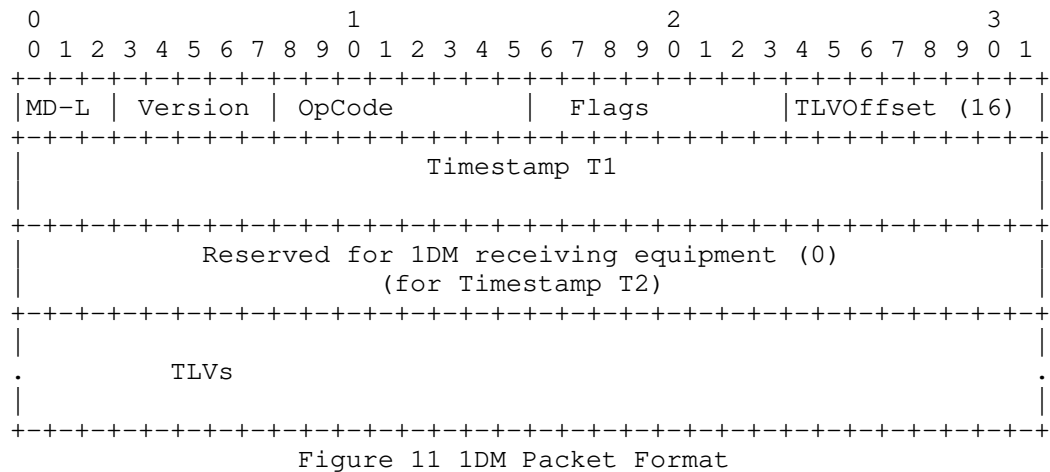 0                   1                   2                   3
0 1 2 3 4 5 6 7 8 9 0 1 2 3 4 5 6 7 8 9 0 1 2 3 4 5 6 7 8 9 0 1
+-+-+-+-+-+-+-+-+-+-+-+-+-+-+-+-+-+-+-+-+-+-+-+-+-+-+-+-+-+-+-+-+
|MD-L | Version | OpCode        |  Flags        |TLVOffset (16) |
+-+-+-+-+-+-+-+-+-+-+-+-+-+-+-+-+-+-+-+-+-+-+-+-+-+-+-+-+-+-+-+-+
|                         Timestamp T1                          |
|                                                               |
+-+-+-+-+-+-+-+-+-+-+-+-+-+-+-+-+-+-+-+-+-+-+-+-+-+-+-+-+-+-+-+-+
|           Reserved for 1DM receiving equipment (0)            |
|                      (for Timestamp T2)                       |
+-+-+-+-+-+-+-+-+-+-+-+-+-+-+-+-+-+-+-+-+-+-+-+-+-+-+-+-+-+-+-+-+
|                                                               |
.         TLVs                                                  .
|                                                               |
+-+-+-+-+-+-+-+-+-+-+-+-+-+-+-+-+-+-+-+-+-+-+-+-+-+-+-+-+-+-+-+-+
Figure 11 1DM Packet Format